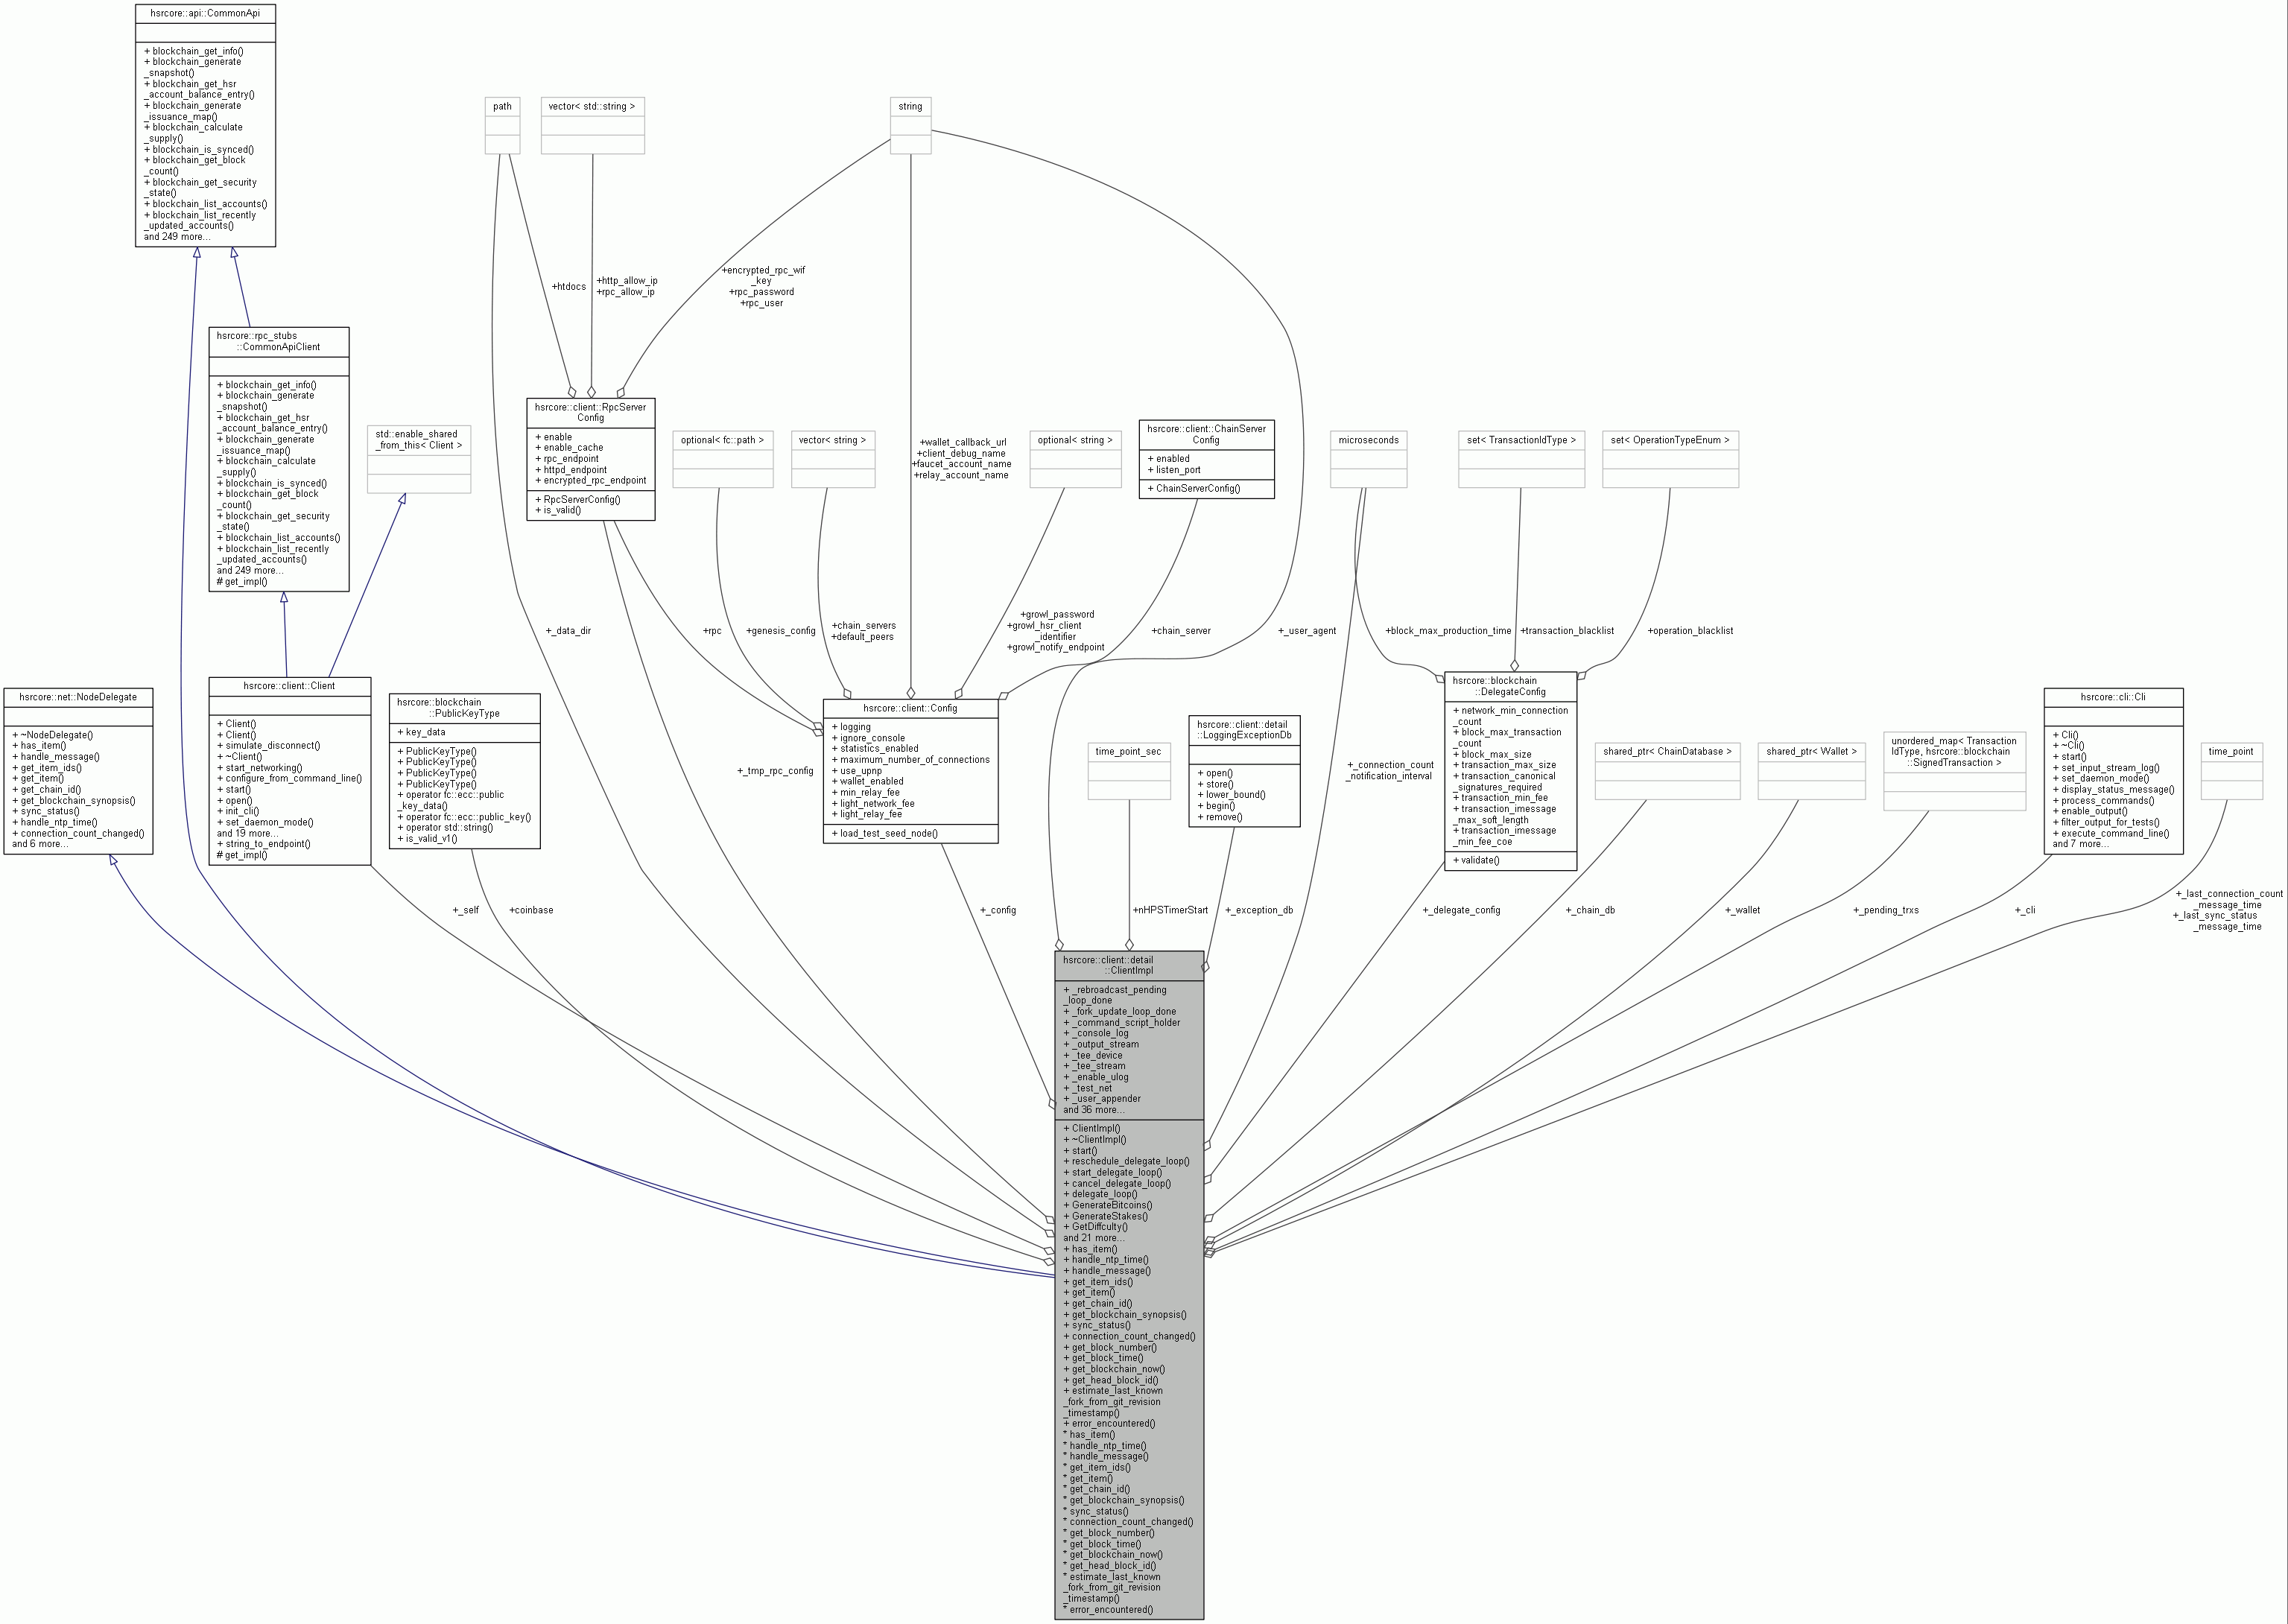 hsrcore::api::CommonApi
+ blockchain_get_info()
+ blockchain_generate
_snapshot()
+ blockchain_get_hsr
_account_balance_entry()
+ blockchain_generate
_issuance_map()
+ blockchain_calculate
_supply()
+ blockchain_is_synced()
+ blockchain_get_block
_count()
+ blockchain_get_security
_state()
+ blockchain_list_accounts()
+ blockchain_list_recently
_updated_accounts()
and 249 more...
path
vector< std::string >
string
+htdocs
+http_allow_ip
+rpc_allow_ip
+encrypted_rpc_wif
_key
+rpc_password
+rpc_user
hsrcore::rpc_stubs
::CommonApiClient
+ blockchain_get_info()
+ blockchain_generate
_snapshot()
+ blockchain_get_hsr
_account_balance_entry()
+ blockchain_generate
_issuance_map()
+ blockchain_calculate
_supply()
+ blockchain_is_synced()
+ blockchain_get_block
_count()
+ blockchain_get_security
_state()
+ blockchain_list_accounts()
+ blockchain_list_recently
_updated_accounts()
and 249 more...
# get_impl()
std::enable_shared
_from_this< Client >
hsrcore::client::RpcServer
Config
+ enable
+ enable_cache
+ rpc_endpoint
+ httpd_endpoint
+ encrypted_rpc_endpoint
+ RpcServerConfig()
+ is_valid()
optional< fc::path >
vector< string >
+wallet_callback_url
+client_debug_name
+faucet_account_name
+relay_account_name
optional< string >
hsrcore::client::ChainServer
Config
+ enabled
+ listen_port
+ ChainServerConfig()
microseconds
set< TransactionIdType >
set< OperationTypeEnum >
+_data_dir
+rpc
+genesis_config
+chain_servers
+default_peers
+growl_password
+growl_hsr_client
_identifier
+growl_notify_endpoint
+chain_server
+_user_agent
+block_max_production_time
+transaction_blacklist
+operation_blacklist
hsrcore::net::NodeDelegate
+ ~NodeDelegate()
+ has_item()
+ handle_message()
+ get_item_ids()
+ get_item()
+ get_chain_id()
+ get_blockchain_synopsis()
+ sync_status()
+ handle_ntp_time()
+ connection_count_changed()
and 6 more...
hsrcore::client::Client
+ Client()
+ Client()
+ simulate_disconnect()
+ ~Client()
+ start_networking()
+ configure_from_command_line()
+ start()
+ open()
+ init_cli()
+ set_daemon_mode()
and 19 more...
+ string_to_endpoint()
# get_impl()
hsrcore::blockchain
::PublicKeyType
+ key_data
+ PublicKeyType()
+ PublicKeyType()
+ PublicKeyType()
+ PublicKeyType()
+ operator fc::ecc::public
_key_data()
+ operator fc::ecc::public_key()
+ operator std::string()
+ is_valid_v1()
+_tmp_rpc_config
hsrcore::client::Config
+ logging
+ ignore_console
+ statistics_enabled
+ maximum_number_of_connections
+ use_upnp
+ wallet_enabled
+ min_relay_fee
+ light_network_fee
+ light_relay_fee
+ load_test_seed_node()
time_point_sec
hsrcore::client::detail
::LoggingExceptionDb
+ open()
+ store()
+ lower_bound()
+ begin()
+ remove()
+_connection_count
_notification_interval
hsrcore::blockchain
::DelegateConfig
+ network_min_connection
_count
+ block_max_transaction
_count
+ block_max_size
+ transaction_max_size
+ transaction_canonical
_signatures_required
+ transaction_min_fee
+ transaction_imessage
_max_soft_length
+ transaction_imessage
_min_fee_coe
+ validate()
shared_ptr< ChainDatabase >
shared_ptr< Wallet >
unordered_map< Transaction
IdType, hsrcore::blockchain
::SignedTransaction >
hsrcore::cli::Cli
+ Cli()
+ ~Cli()
+ start()
+ set_input_stream_log()
+ set_daemon_mode()
+ display_status_message()
+ process_commands()
+ enable_output()
+ filter_output_for_tests()
+ execute_command_line()
and 7 more...
time_point
+_self
+coinbase
+_config
+nHPSTimerStart
+_exception_db
+_delegate_config
+_chain_db
+_wallet
+_pending_trxs
+_cli
+_last_connection_count
_message_time
+_last_sync_status
_message_time
hsrcore::client::detail
::ClientImpl
+ _rebroadcast_pending
_loop_done
+ _fork_update_loop_done
+ _command_script_holder
+ _console_log
+ _output_stream
+ _tee_device
+ _tee_stream
+ _enable_ulog
+ _test_net
+ _user_appender
and 36 more...
+ ClientImpl()
+ ~ClientImpl()
+ start()
+ reschedule_delegate_loop()
+ start_delegate_loop()
+ cancel_delegate_loop()
+ delegate_loop()
+ GenerateBitcoins()
+ GenerateStakes()
+ GetDiffculty()
and 21 more...
+ has_item()
+ handle_ntp_time()
+ handle_message()
+ get_item_ids()
+ get_item()
+ get_chain_id()
+ get_blockchain_synopsis()
+ sync_status()
+ connection_count_changed()
+ get_block_number()
+ get_block_time()
+ get_blockchain_now()
+ get_head_block_id()
+ estimate_last_known
_fork_from_git_revision
_timestamp()
+ error_encountered()
* has_item()
* handle_ntp_time()
* handle_message()
* get_item_ids()
* get_item()
* get_chain_id()
* get_blockchain_synopsis()
* sync_status()
* connection_count_changed()
* get_block_number()
* get_block_time()
* get_blockchain_now()
* get_head_block_id()
* estimate_last_known
_fork_from_git_revision
_timestamp()
* error_encountered()